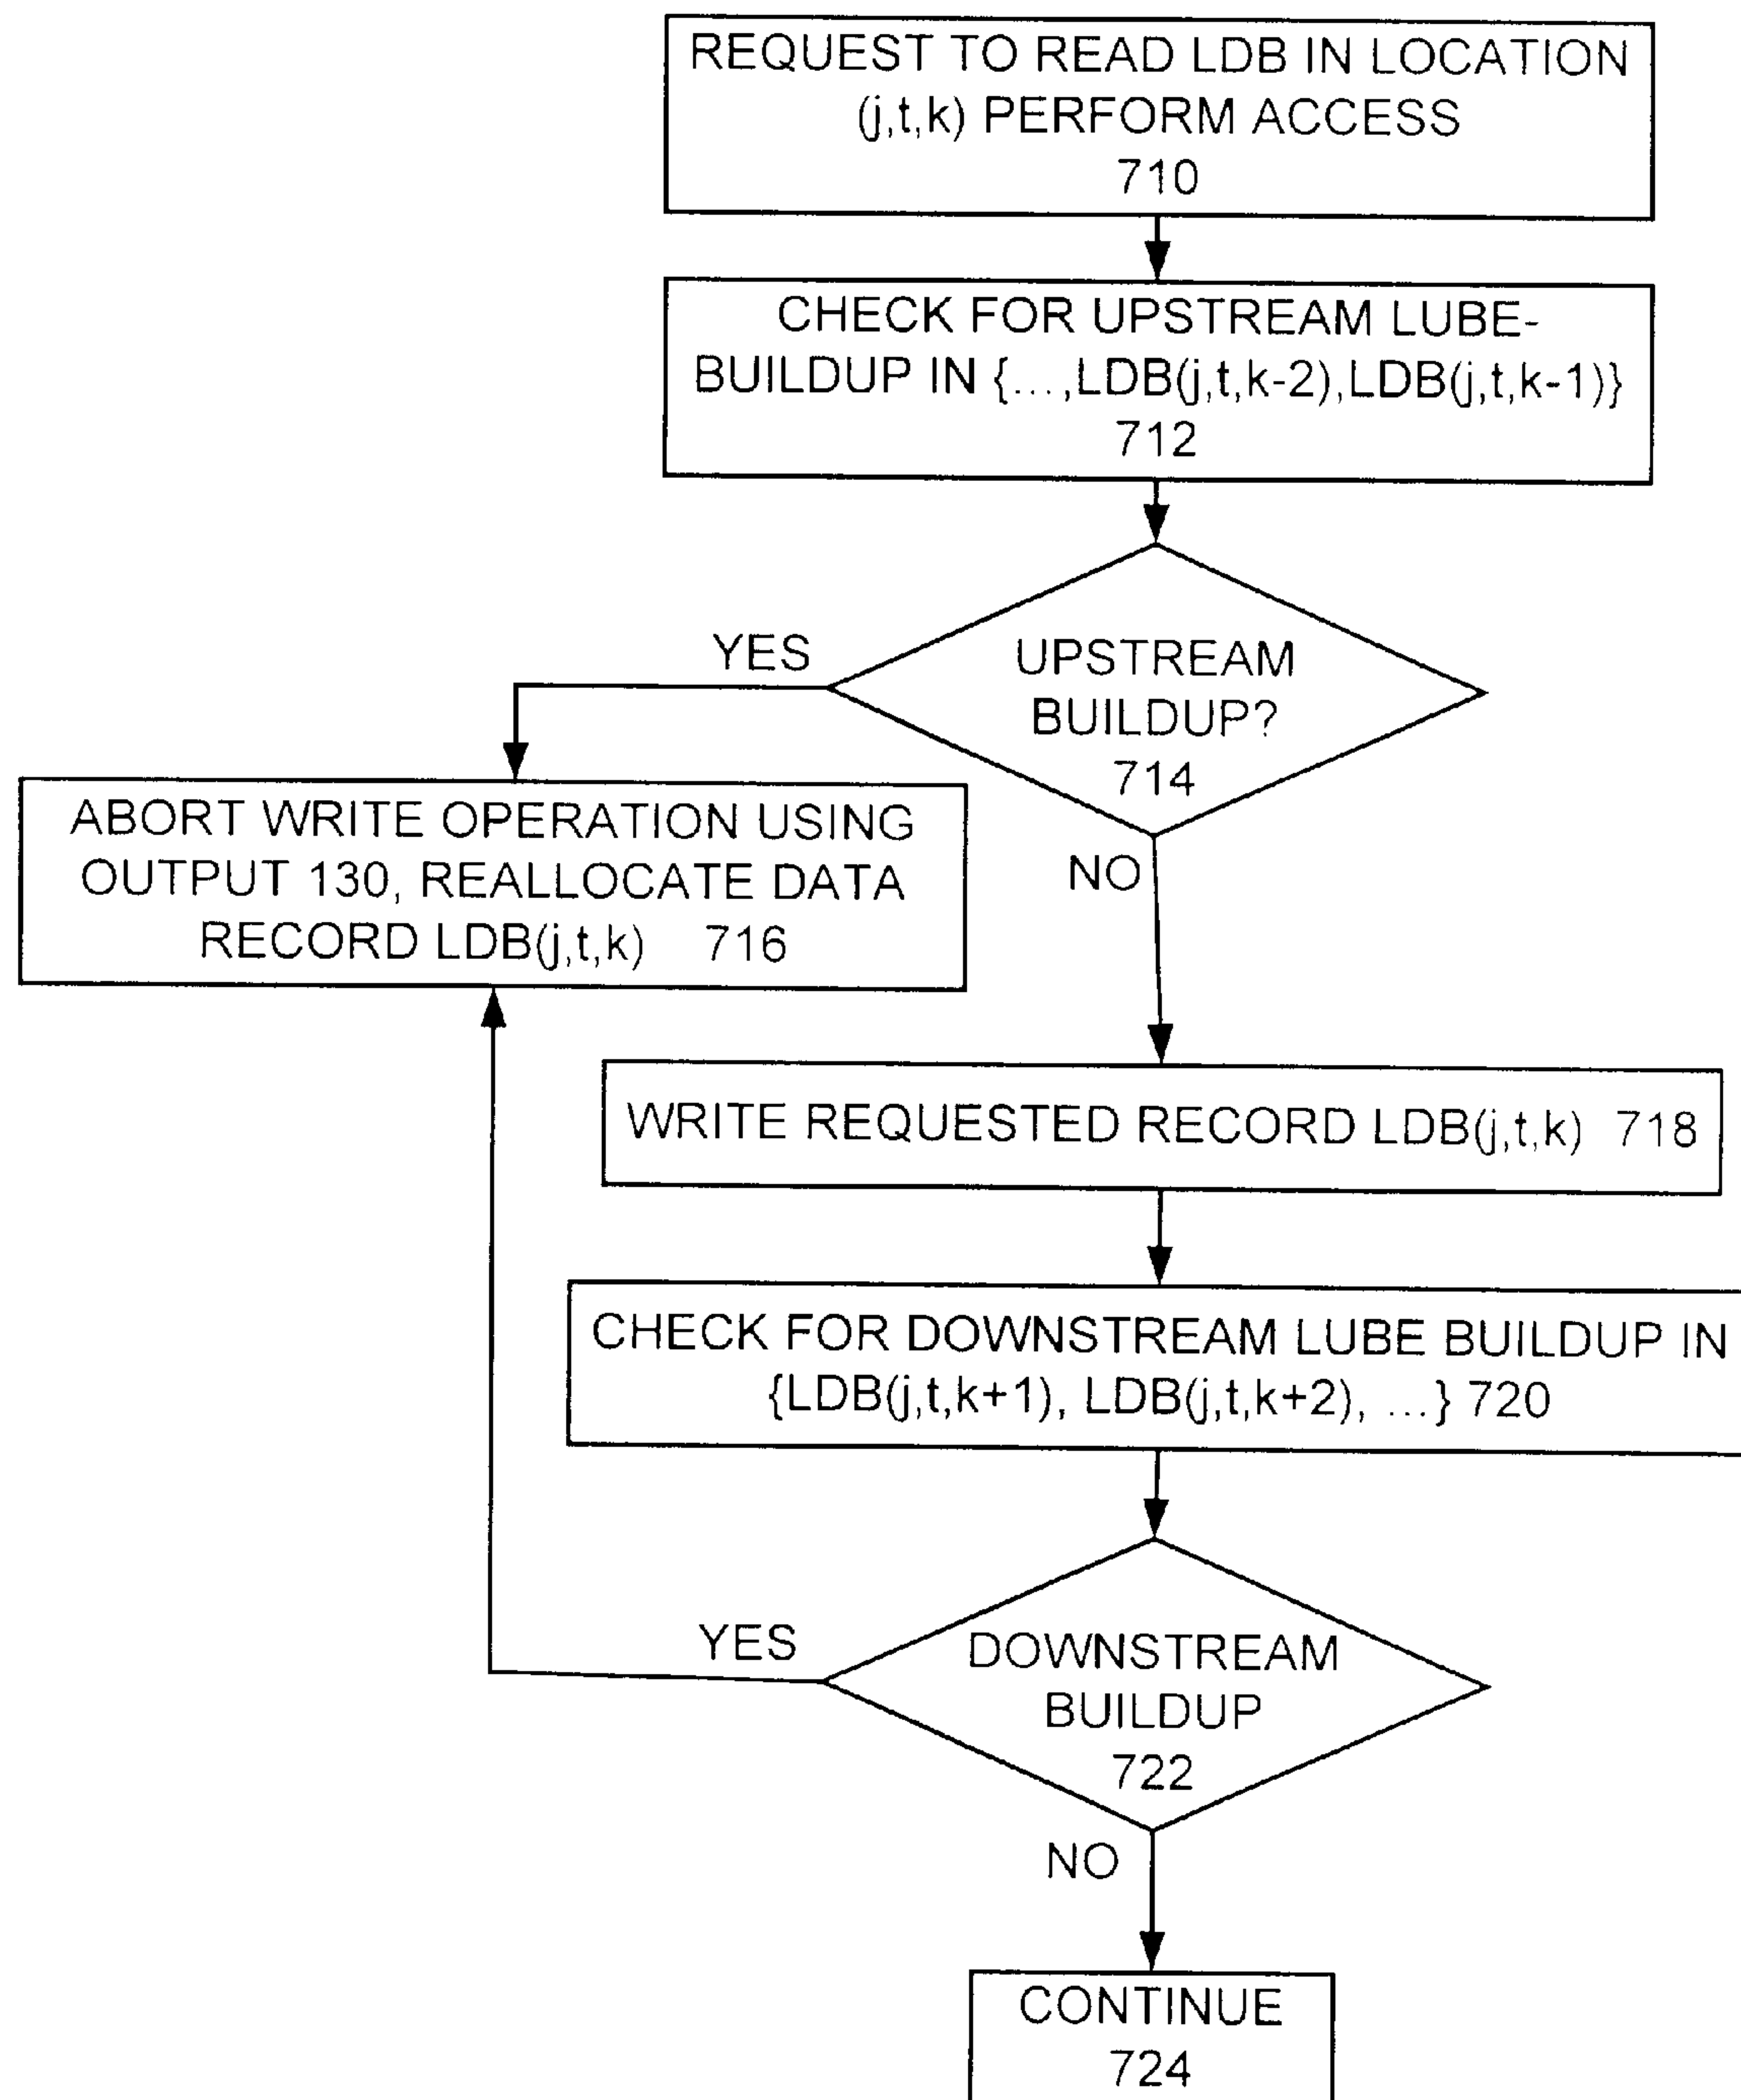 REQUEST TO READ LDB IN LOCATION
(j,t,k) PERFORM ACCESS
710
CHECK FOR UPSTREAM LUBE-
BUILDUP IN {...,LDB(j,t,k-2),LDB(j,t,k-1)}
712
YES
UPSTREAM
BUILDUP?
714
ABORT WRITE OPERATION USING
OUTPUT 130, REALLOCATE DATA
RECORD LDB(j,t,k) 716
NO
WRITE REQUESTED RECORD LDB(j,t,k) 718
CHECK FOR DOWNSTREAM LUBE BUILDUP IN
{LDB(j,t,k+1), LDB(j,t,k+2), ...} 720
YES
DOWNSTREAM
BUILDUP
722
NO
CONTINUE
724